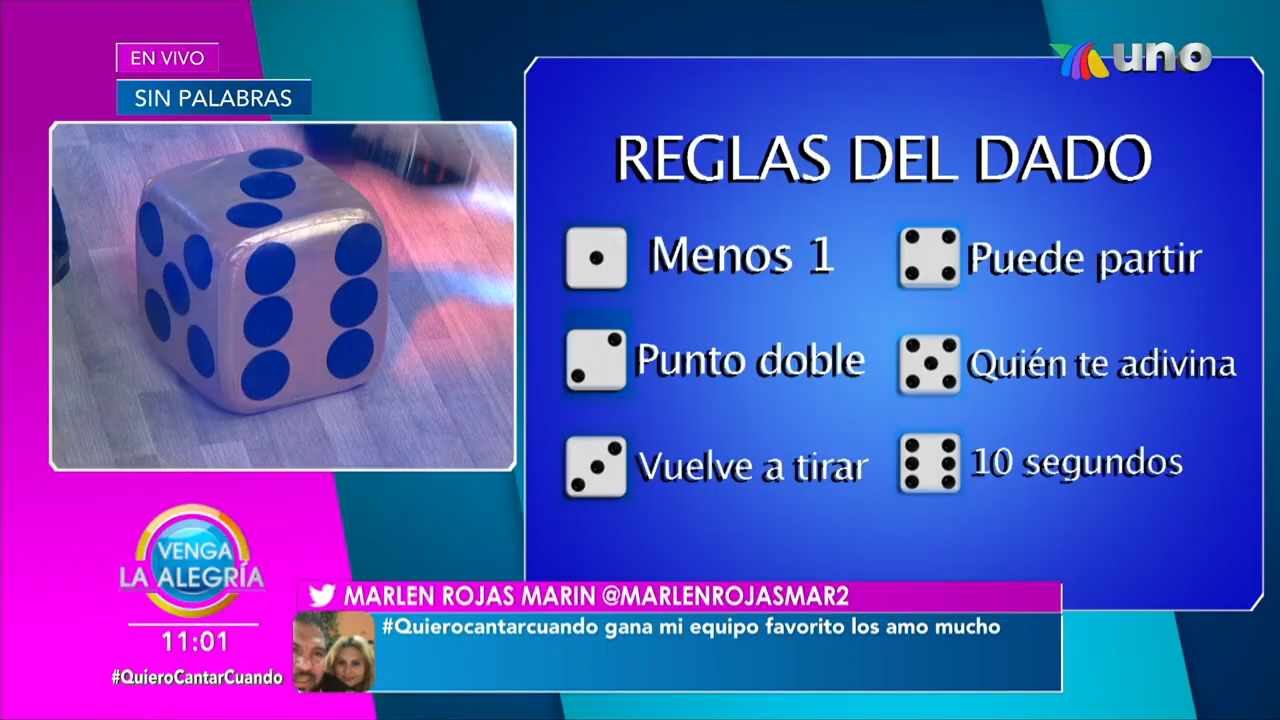 EN VIVO
SIN PALABRAS
uno
REGLAS DEL DADO
Menos 1
Puede partir
Punto doble
Quién te adivina
Vuelve a tirar
10 segundos
VENGA
LA ALEGRÍA
11:01
#QuieroCantarCuando
MARLEN ROJAS MARIN @MARLENROJASMAR2
#Quierocantarcuando gana mi equipo favorito los amo mucho